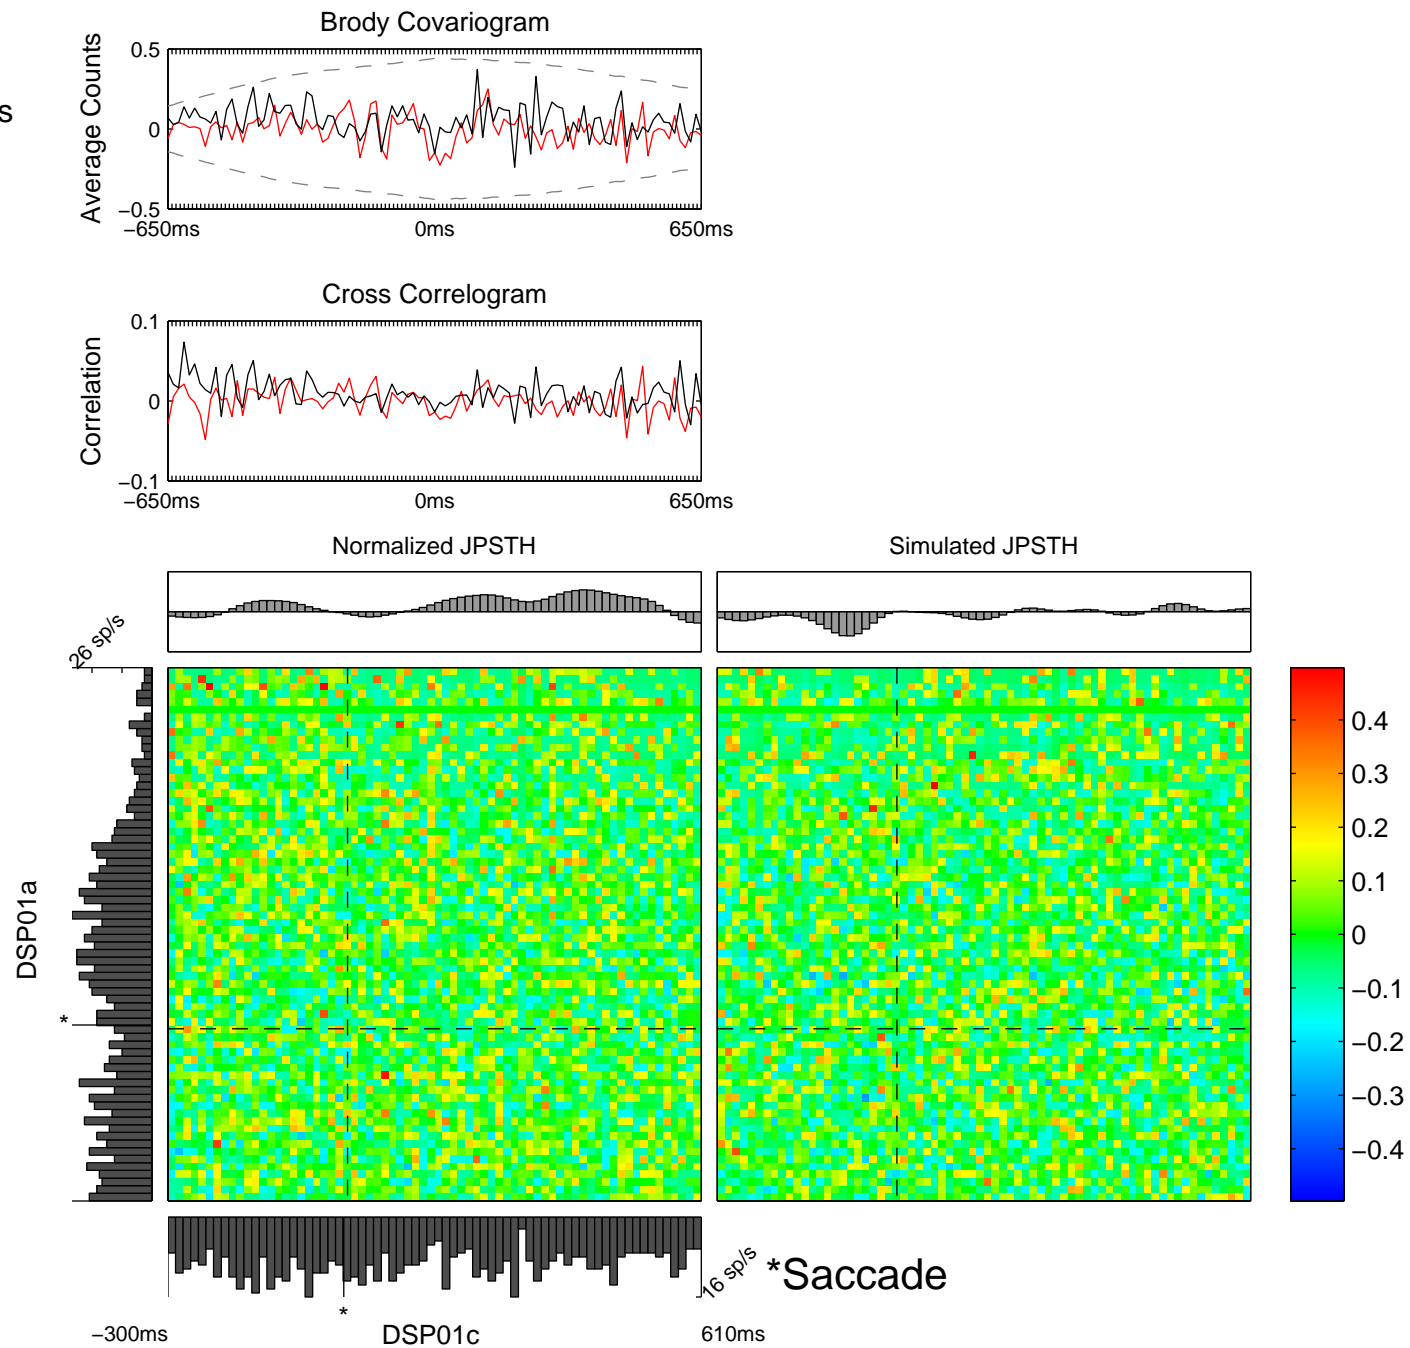 Brody Covariogram
s
Average Counts
0.5
0
−0.5
−650ms
0ms
650ms
Cross Correlogram
Correlation
0.1
0
−0.1
−650ms
0ms
650ms
Normalized JPSTH
Simulated JPSTH
26 sp/s
DSP01a
*
0.4
0.3
0.2
0.1
0
−0.1
−0.2
−0.3
−0.4
16 sp/s
*Saccade
*
−300ms
DSP01c
610ms